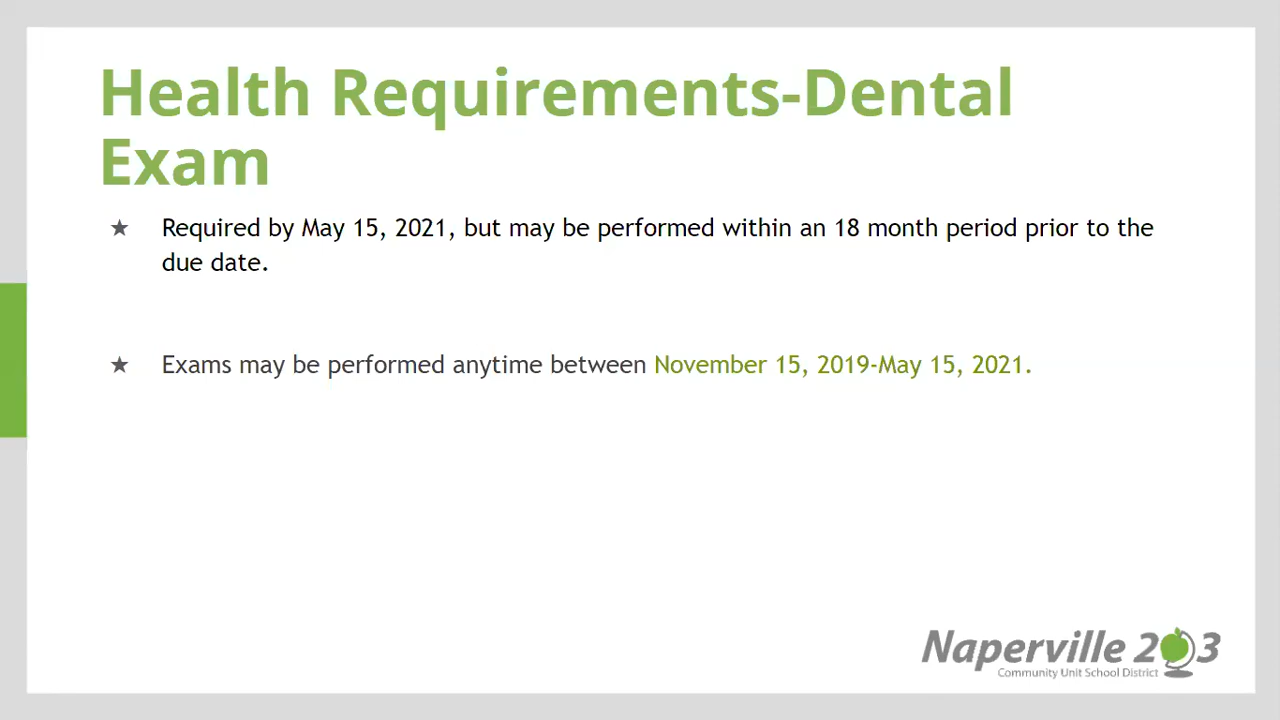 Health Requirements-Dental
Exam
★ Required by May 15, 2021, but may be performed within an 18 month period prior to the
due date.
★ Exams may be performed anytime between November 15, 2019-May 15, 2021.
Naperville 203
Community Unit School District